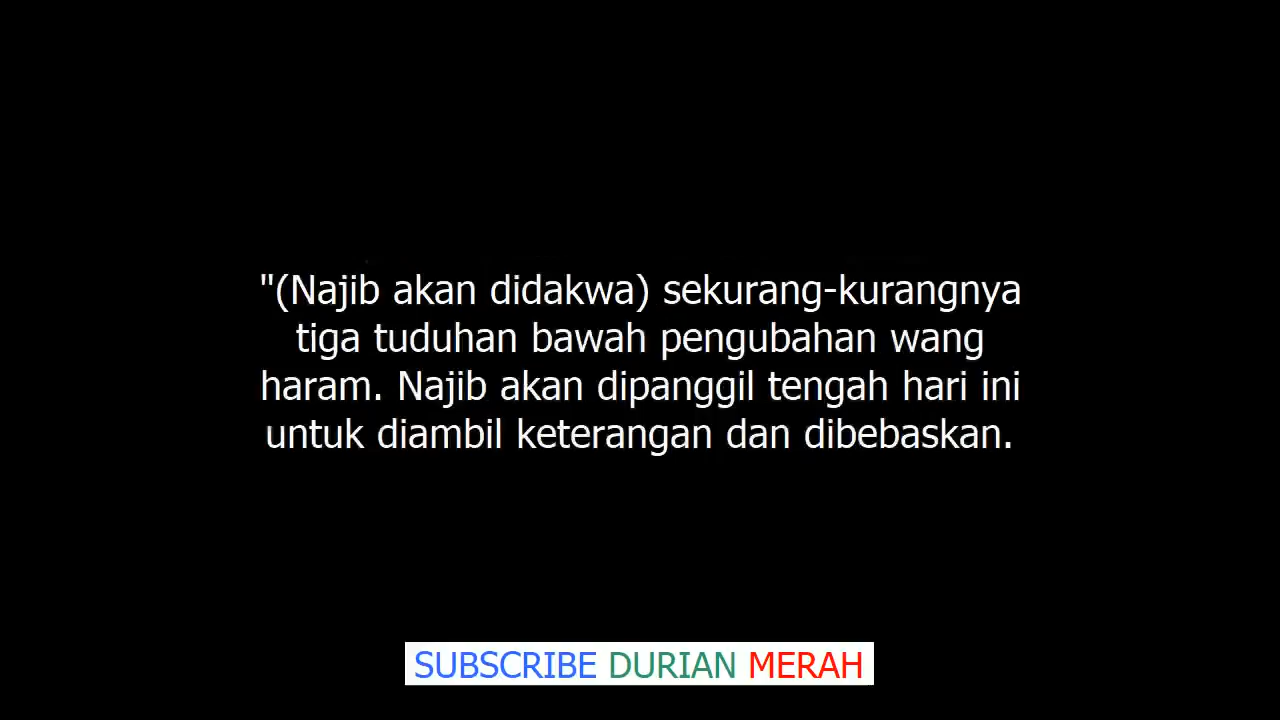 "(Najib akan didakwa) sekurang-kurangnya
tiga tuduhan bawah pengubahan wang
haram. Najib akan dipanggil tengah hari ini
untuk diambil keterangan dan dibebaskan.
SUBSCRIBE DURIAN MERAH